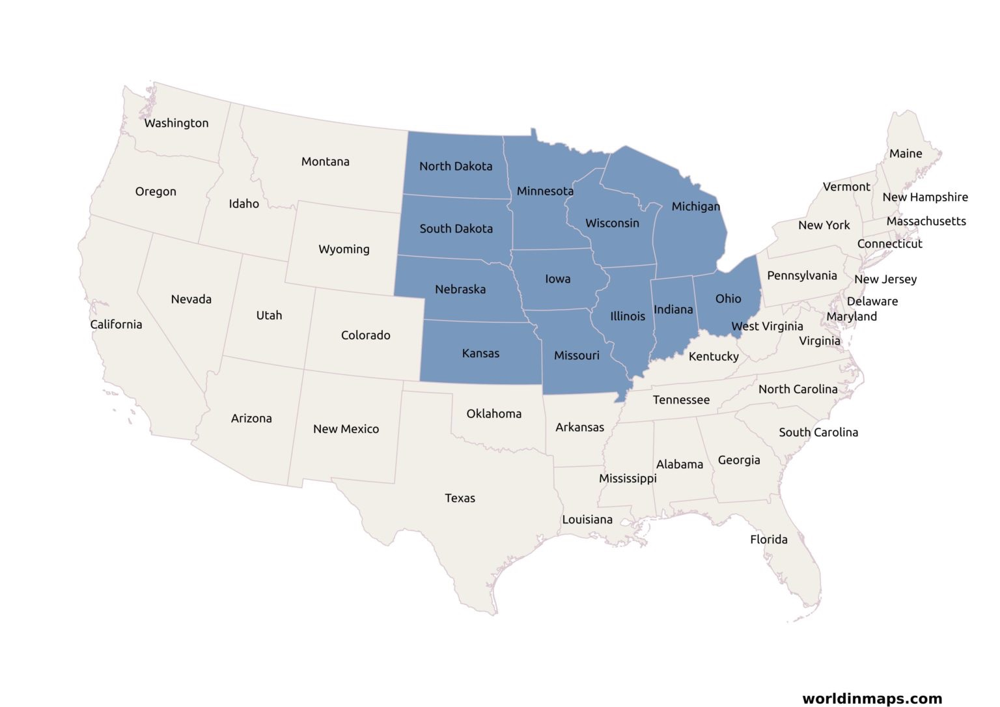 Washington
Montana
North Dakota
Minnesota
Maine
Oregon
Idaho
Vermont
New Hampshire
Michigan
Wisconsin
Massachusetts
New York
South Dakota
Wyoming
Connecticut
Nebraska
Iowa
Pennsylvania
New Jersey
Nevada
Ohio
Delaware
Utah
Illinois
Indiana
Maryland
California
West Virginia
Colorado
Virginia
Kansas
Missouri
Kentucky
North Carolina
Tennessee
Arizona
New Mexico
Oklahoma
Arkansas
South Carolina
Georgia
Alabama
Mississippi
Texas
Louisiana
Florida
worldinmaps.com